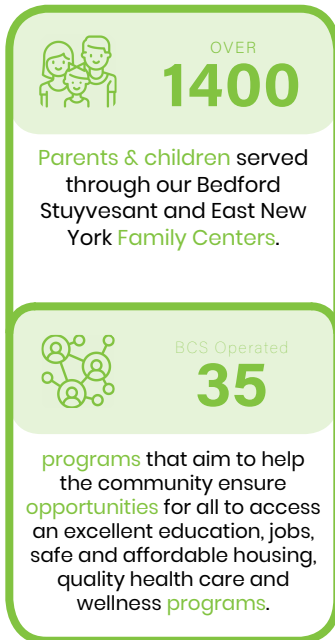 OVER
1400
Parents & children served
through our Bedford
Stuyvesant and East New
York Family Centers.
BCS Operated
35
programs that aim to help
the community ensure
opportunities for all to access
an excellent education, jobs,
safe and affordable housing,
quality health care and
wellness programs.